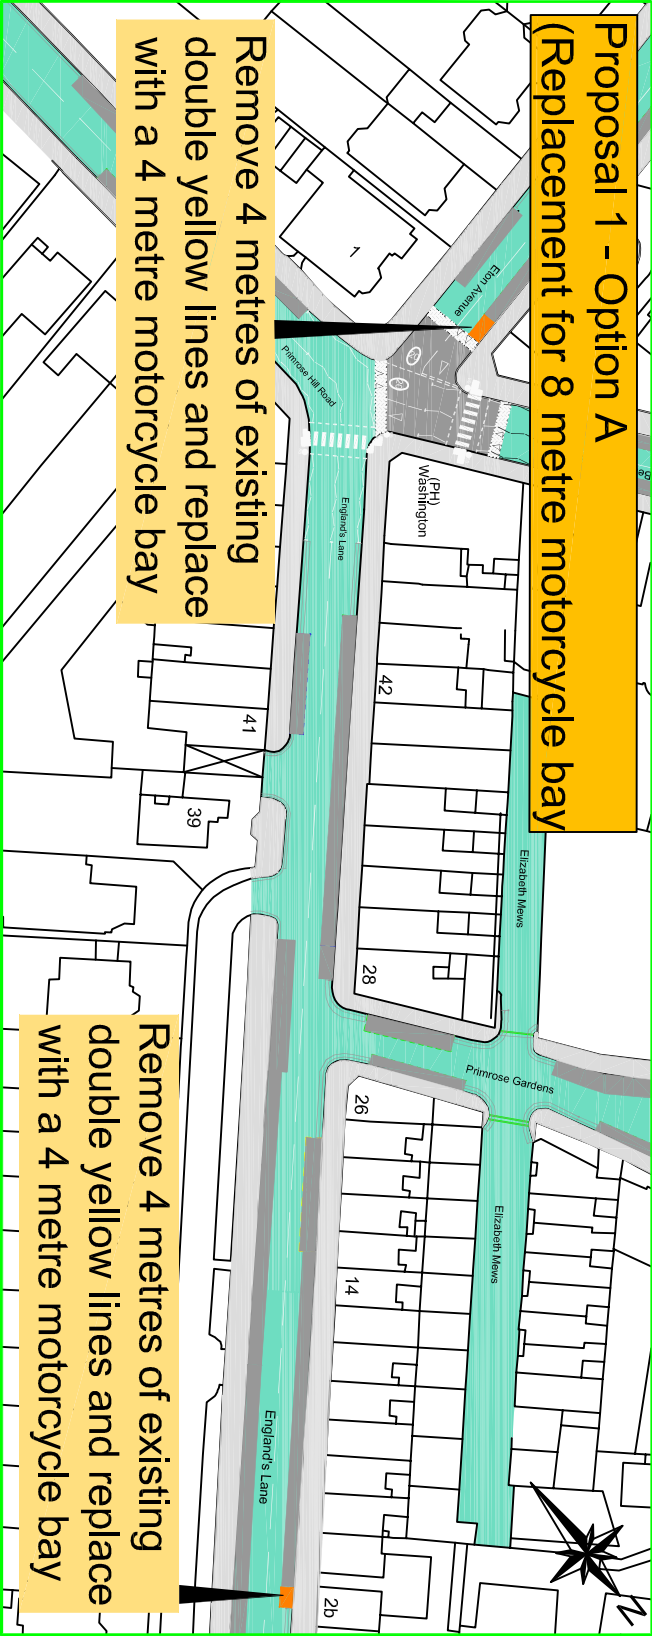 Proposal 1 - Option A
(Replacement for 8 metre motorcycle bay
Remove 4 metres of existing
double yellow lines and replace
with a 4 metre motorcycle bay
Eton Avenue
1
Primrose Hill Road
England's Lane
(PH)
Washington
42
41
39
Elizabeth Mews
28
Primrose Gardens
26
Elizabeth Mews
14
England's Lane
2b
N
Remove 4 metres of existing
double yellow lines and replace
with a 4 metre motorcycle bay